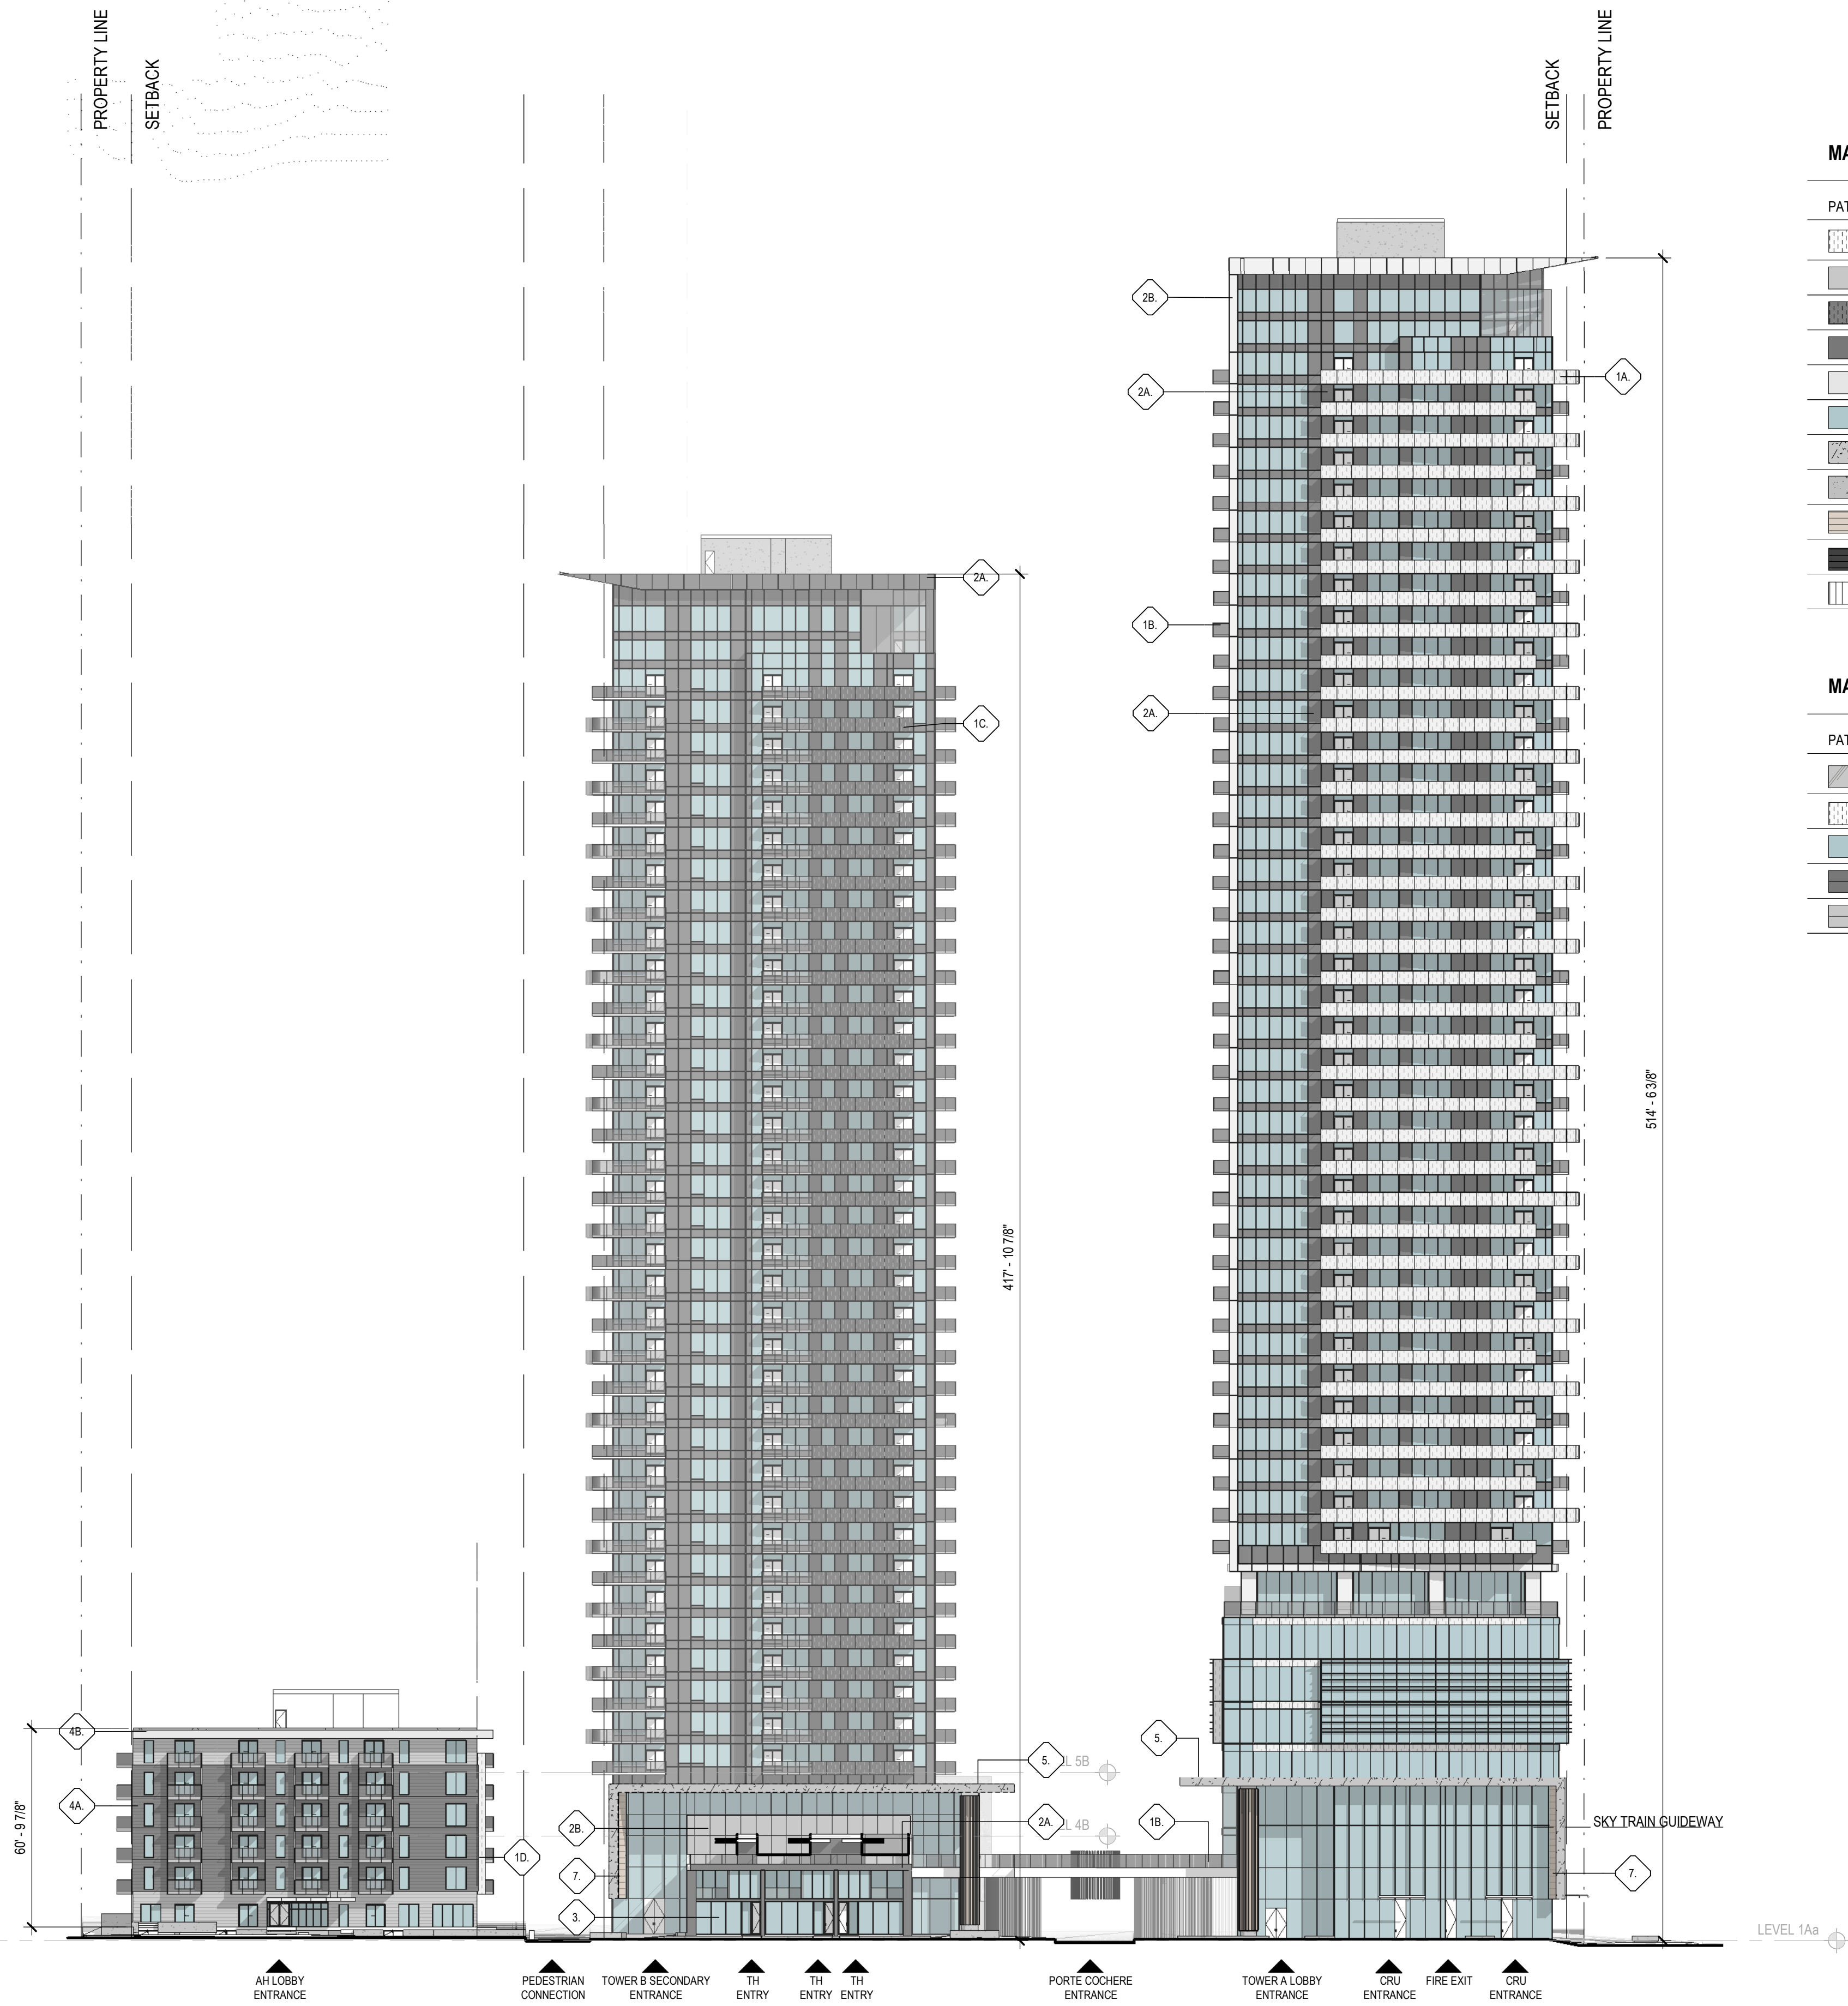 PROPERTY LINE
SETBACK
SETBACK
PROPERTY LINE
MA
PAT
2B.
2A.
1A.
2A.
1B.
1C.
2A.
MA
PAT
514' - 6 3/8"
417' - 10 7/8"
4B.
4A.
60' - 9 7/8"
1D.
5.
L 5B
5.
2B.
2A.
L 4B
1B.
SKY TRAIN GUIDEWAY
7.
7.
3.
LEVEL 1Aa
AH LOBBY
ENTRANCE
PEDESTRIAN
CONNECTION
TOWER B SECONDARY
ENTRANCE
TH
ENTRY
TH
ENTRY
TH
ENTRY
PORTE COCHERE
ENTRANCE
TOWER A LOBBY
ENTRANCE
CRU
ENTRANCE
FIRE EXIT
CRU
ENTRANCE